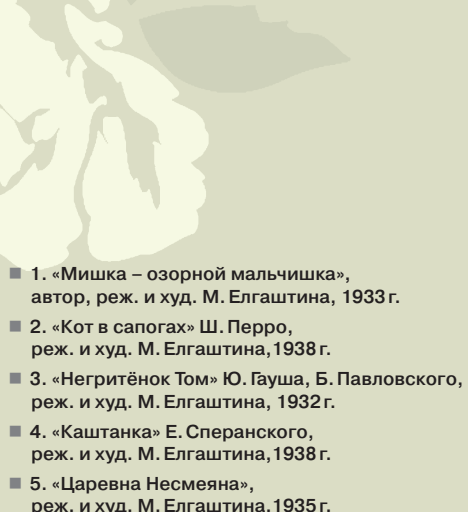 1. «Мишка – озорной мальчишка»,
автор, реж. и худ. М. Елгаштина, 1933 г.
2. «Кот в сапогах» Ш. Перро,
реж. и худ. М. Елгаштина, 1938 г.
3. «Негритёнок Том» Ю. Гауша, Б. Павловского,
реж. и худ. М. Елгаштина, 1932 г.
4. «Каштанка» Е. Сперанского,
реж. и худ. М. Елгаштина, 1938 г.
5. «Царевна Несмеяна»,
реж. и худ. М. Елгаштина, 1935 г.